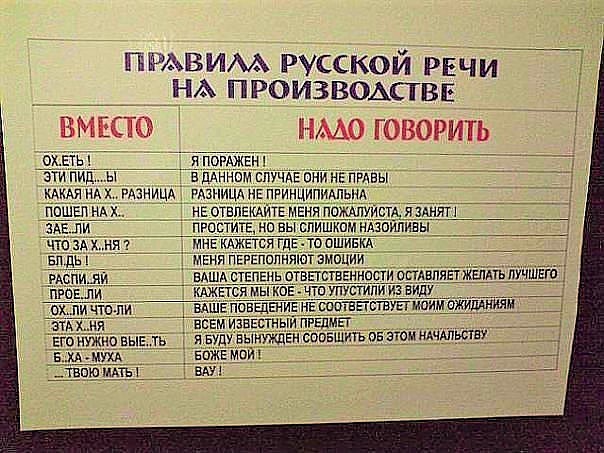 ПРАВИЛА РУССКОЙ РЕЧИ
НА ПРОИЗВОДСТВЕ
ВМЕСТО НАДО ГОВОРИТЬ
ОХ.ЕТЬ ! Я ПОРАЖЕН !
ЭТИ ПИД....Ы В ДАННОМ СЛУЧАЕ ОНИ НЕ ПРАВЫ
КАКАЯ НА Х.. РАЗНИЦА РАЗНИЦА НЕ ПРИНЦИПИАЛЬНА
ПОШЕЛ НА Х.. НЕ ОТВЛЕКАЙТЕ МЕНЯ ПОЖАЛУЙСТА, Я ЗАНЯТ !
ЗАЕ..ЛИ ПРОСТИТЕ, НО ВЫ СЛИШКОМ НАЗОЙЛИВЫ
ЧТО ЗА Х..НЯ ? МНЕ КАЖЕТСЯ ГДЕ - ТО ОШИБКА
БЛ.ДЬ ! МЕНЯ ПЕРЕПОЛНЯЮТ ЭМОЦИИ
РАСПИ..ЯЙ ВАША СТЕПЕНЬ ОТВЕТСТВЕННОСТИ ОСТАВЛЯЕТ ЖЕЛАТЬ ЛУЧШЕГО
ПРОЕ..ЛИ КАЖЕТСЯ МЫ КОЕ - ЧТО УПУСТИЛИ ИЗ ВИДУ
ОХ..ЛИ ЧТО-ЛИ ВАШЕ ПОВЕДЕНИЕ НЕ СООТВЕТСТВУЕТ МОИМ ОЖИДАНИЯМ
ЭТА Х..НЯ ВСЕМ ИЗВЕСТНЫЙ ПРЕДМЕТ
ЕГО НУЖНО ВЫЕ..ТЬ Я БУДУ ВЫНУЖДЕН СООБЩИТЬ ОБ ЭТОМ НАЧАЛЬСТВУ
Б..ХА - МУХА БОЖЕ МОЙ !
... ТВОЮ МАТЬ ! ВАУ !